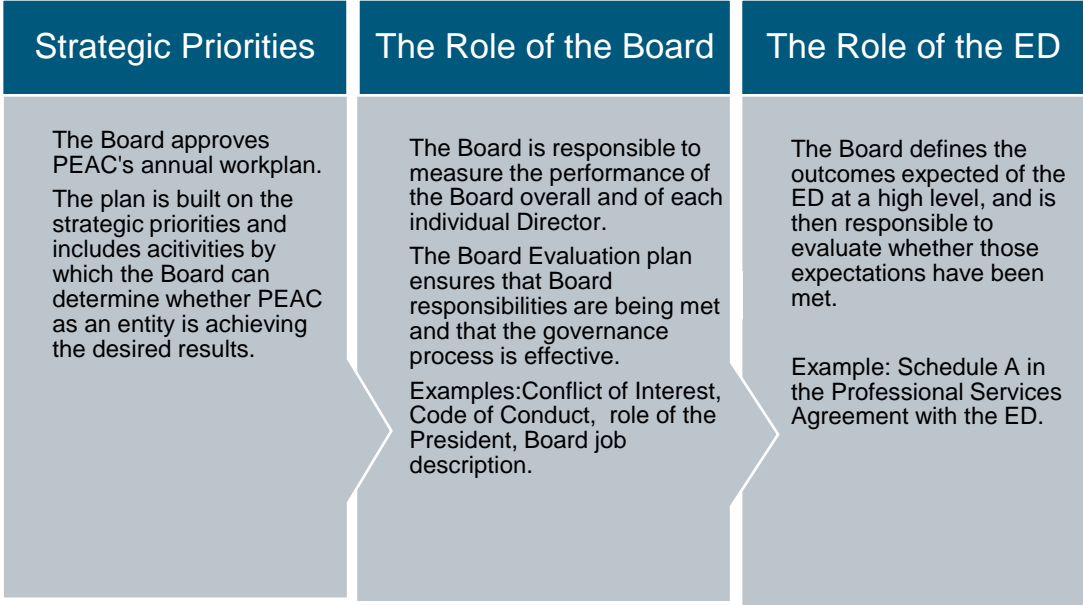 Strategic Priorities
The Board approves
PEAC's annual workplan.
The plan is built on the
strategic priorities and
includes acitivities by
which the Board can
determine whether PEAC
as an entity is achieving
the desired results.
The Role of the Board
The Board is responsible to
measure the performance of
the Board overall and of each
individual Director.
The Board Evaluation plan
ensures that Board
responsibilities are being met
and that the governance
process is effective.
Examples:Conflict of Interest,
Code of Conduct,  role of the
President, Board job
description.
The Role of the ED
The Board defines the
outcomes expected of the
ED at a high level, and is
then responsible to
evaluate whether those
expectations have been
met.
Example: Schedule A in
the Professional Services
Agreement with the ED.